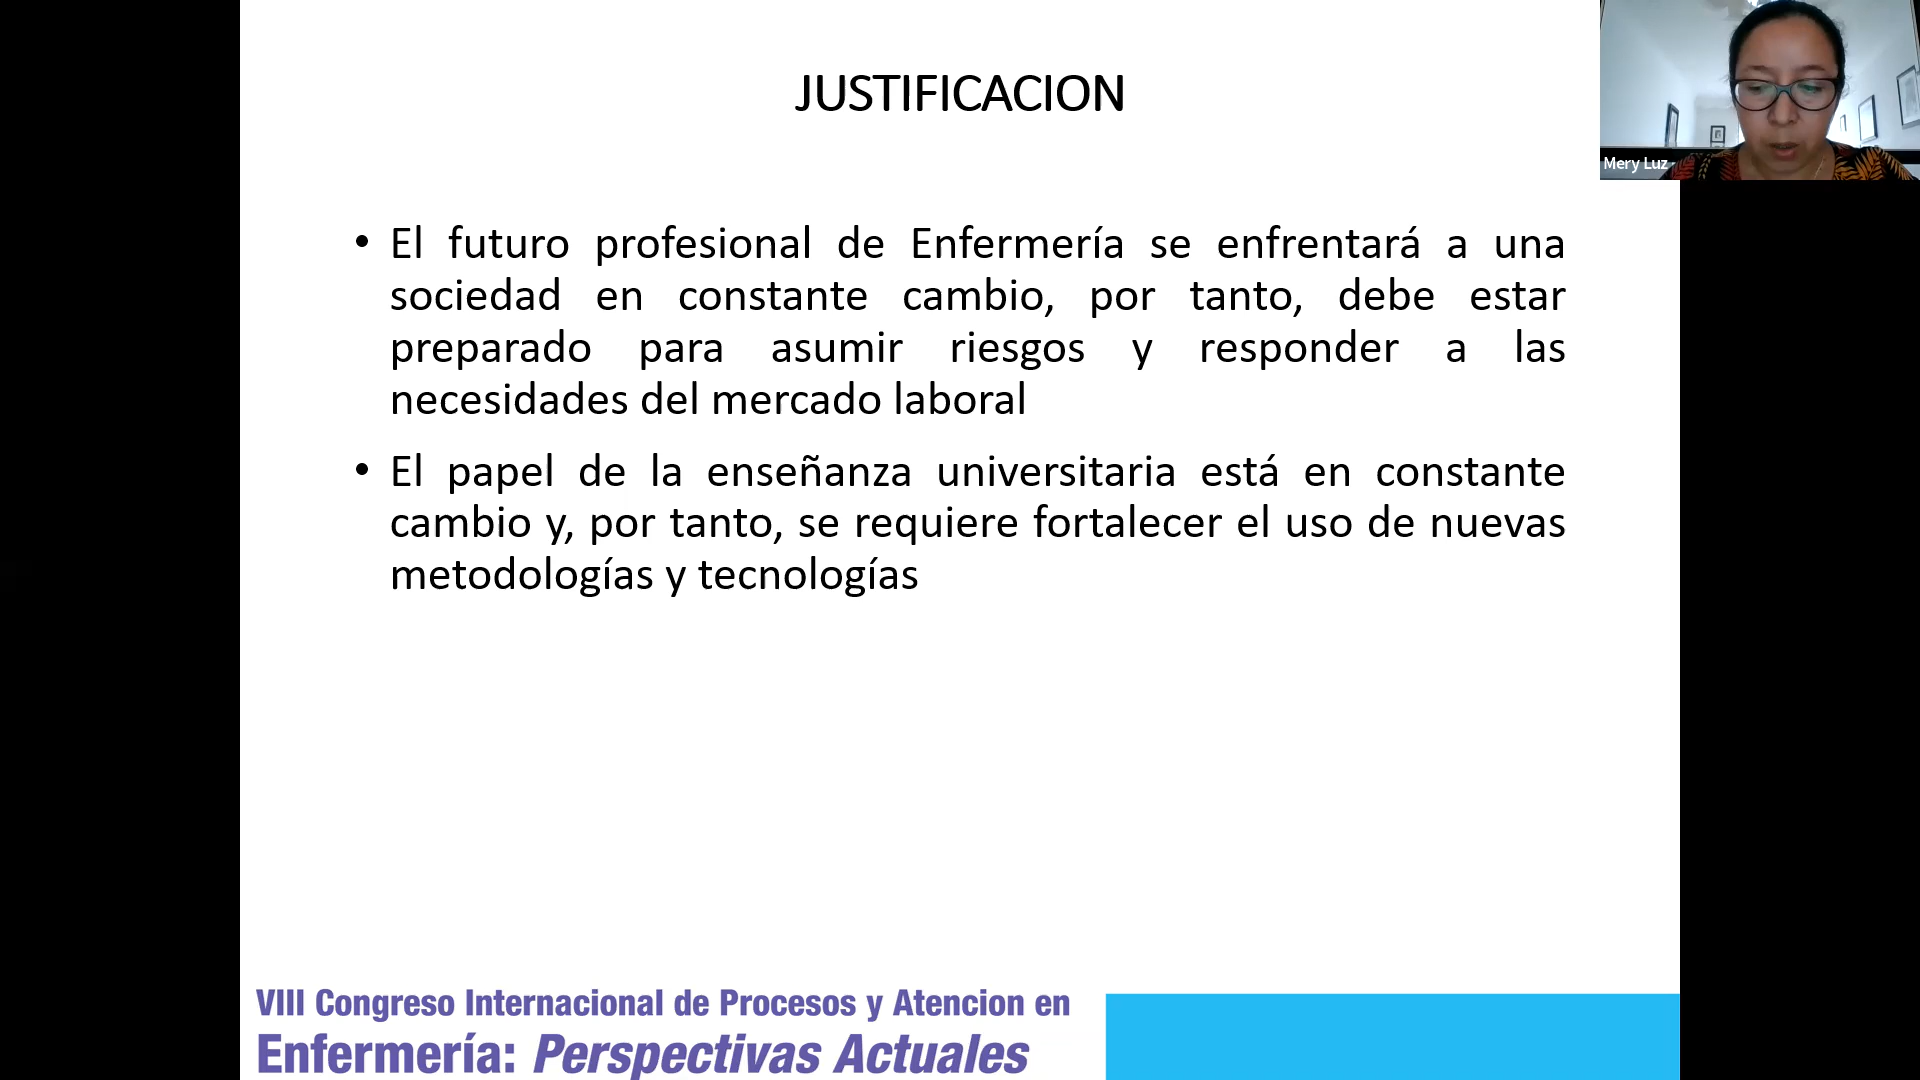 JUSTIFICACION
Mery Luz
• El futuro profesional de Enfermería se enfrentará a una
sociedad en constante cambio, por tanto, debe estar
preparado para asumir riesgos y responder a las
necesidades del mercado laboral
• El papel de la enseñanza universitaria está en constante
cambio y, por tanto, se requiere fortalecer el uso de nuevas
metodologías y tecnologías
VIII Congreso Internacional de Procesos y Atencion en
Enfermería: Perspectivas Actuales